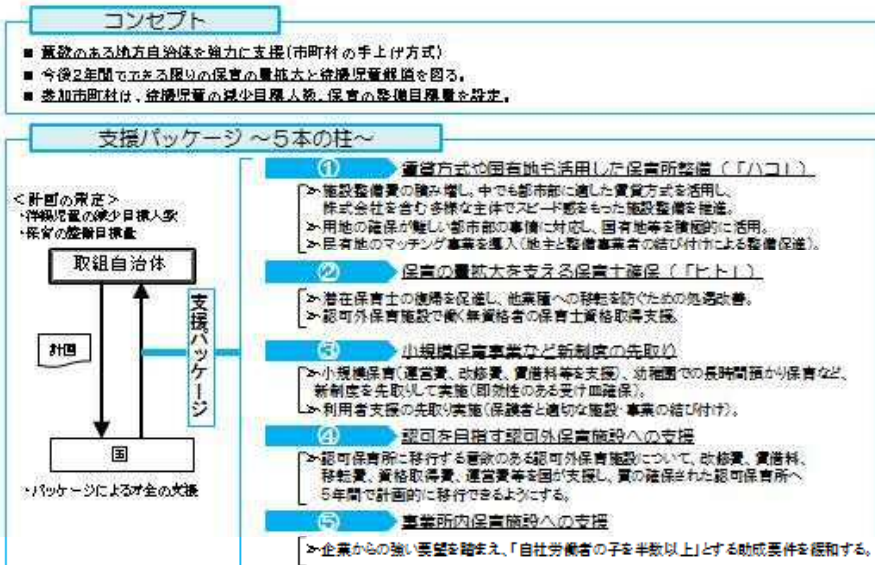 コンセプト
■ 意欲のある地方自治体を強力に支援(市町村の手上げ方式)
■ 今後2年間でできる限りの保育の量拡大と待機児童解消を図る。
■ 参加市町村は、待機児童の減少目標人数、保育の整備目標量を設定。
支援パッケージ ～5本の柱～
<計画の策定>
・待機児童の減少目標人数
・保育の整備目標量
取組自治体
計画
支援パッケージ
国
・パッケージによる万全の支援
① 賃貸方式や国有地も活用した保育所整備(「ハコ」)
➢施設整備費の積み増し。中でも都市部に適した賃貸方式を活用し、
株式会社を含む多様な主体でスピード感をもった施設整備を推進。
➢用地の確保が難しい都市部の事情に対応し、国有地等を積極的に活用。
➢民有地のマッチング事業を導入(地主と整備事業者の結び付けによる整備促進)。
② 保育の量拡大を支える保育士確保(「ヒト」)
➢潜在保育士の復帰を促進し、他業種への移転を防ぐための処遇改善。
➢認可外保育施設で働く無資格者の保育士資格取得支援。
③ 小規模保育事業など新制度の先取り
➢小規模保育(運営費、改修費、賃借料等を支援)、幼稚園での長時間預かり保育など、
新制度を先取りして実施(即効性のある受け皿確保)。
➢利用者支援の先取り実施(保護者と適切な施設・事業の結び付け)。
④ 認可を目指す認可外保育施設への支援
➢認可保育所に移行する意欲のある認可外保育施設について、改修費、賃借料、
移転費、資格取得費、運営費等を国が支援し、質の確保された認可保育所へ
5年間で計画的に移行できるようにする。
⑤ 事業所内保育施設への支援
➢企業からの強い要望を踏まえ、「自社労働者の子を半数以上」とする助成要件を緩和する。